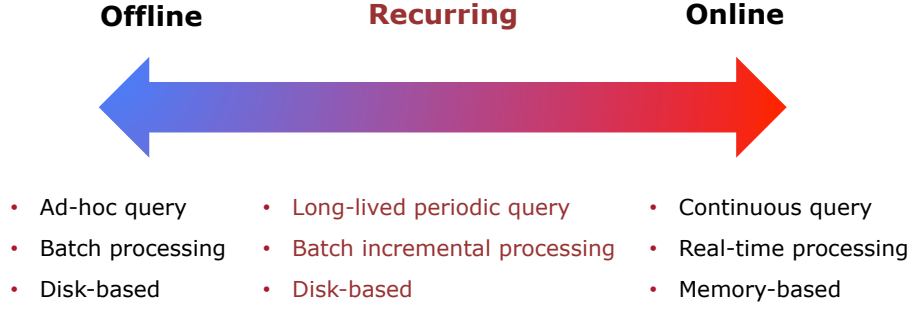 Offline Recurring Online
• Ad-hoc query
• Batch processing
• Disk-based
• Long-lived periodic query
• Batch incremental processing
• Disk-based
• Continuous query
• Real-time processing
• Memory-based